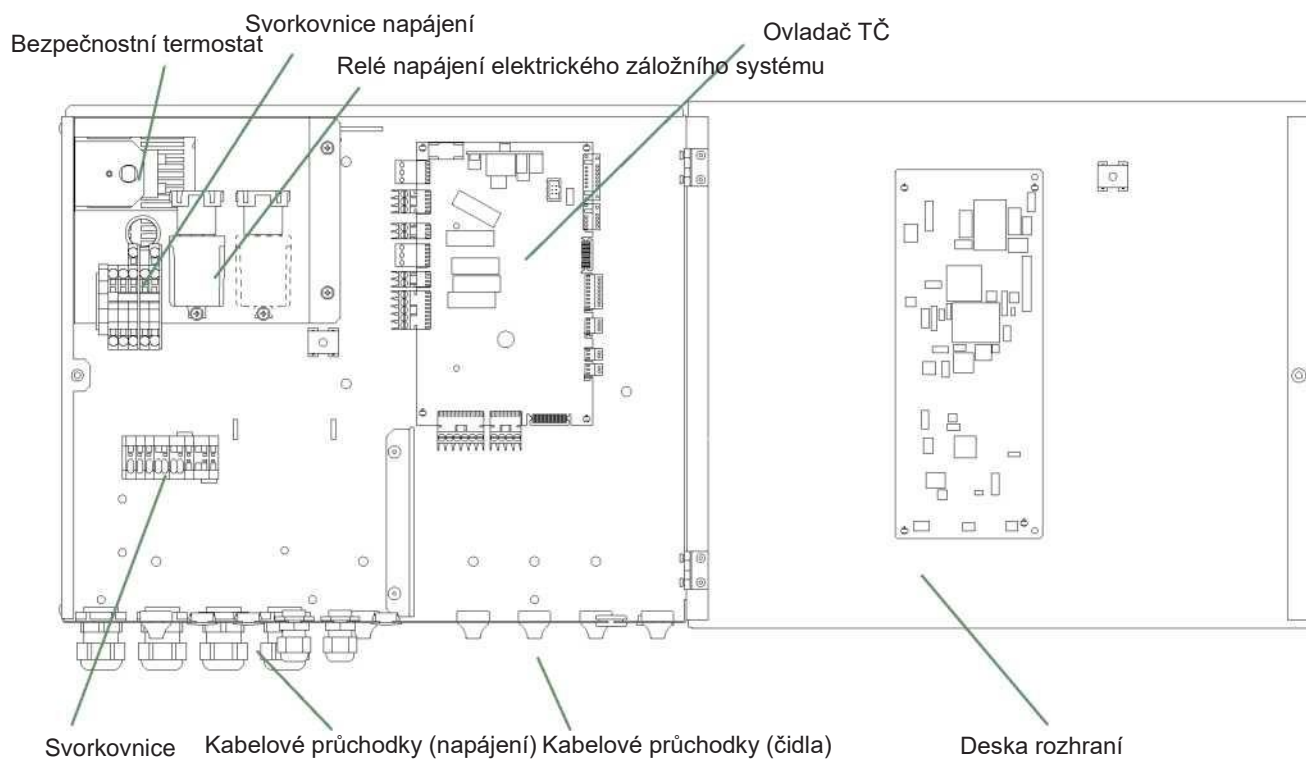 Svorkovnice napájení
Ovladač TČ
Bezpečnostní termostat
Relé napájení elektrického záložního systému
Svorkovnice
Kabelové průchodky (napájení)
Kabelové průchodky (čidla)
Deska rozhraní